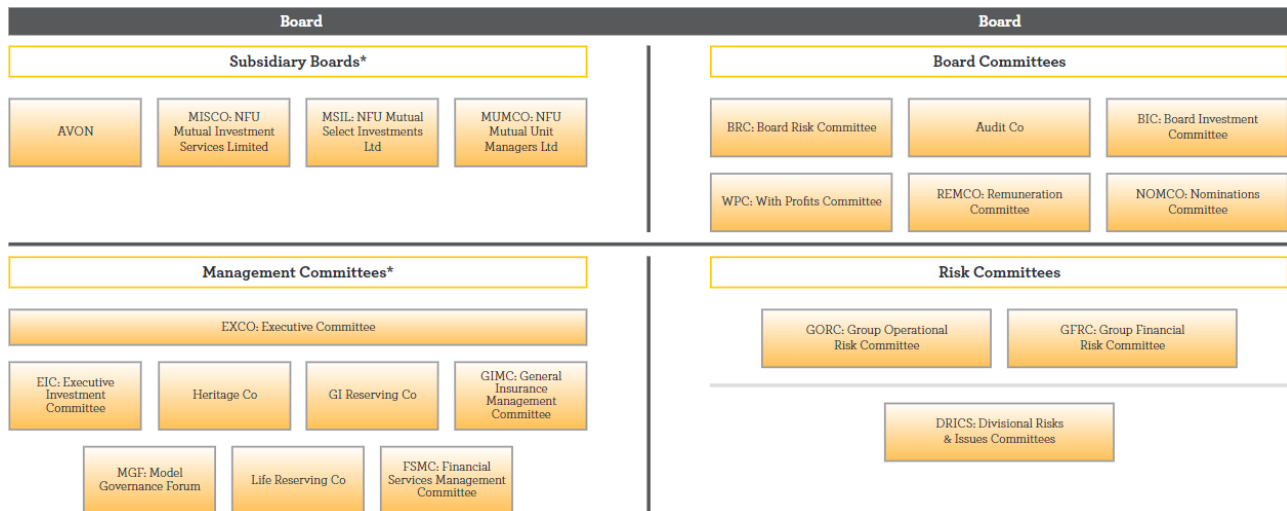 Board
Board
Subsidiary Boards*
AVON
MISCO: NFU
Mutual Investment
Services Limited
MSIL: NFU Mutual
Select Investments
Ltd
MUMCO: NFU
Mutual Unit
Managers Ltd
Board Committees
BRC: Board Risk Committee
Audit Co
BIC: Board Investment
Committee
WPC: With Profits Committee
REMCO: Remuneration
Committee
NOMCO: Nominations
Committee
Management Committees*
EXCO: Executive Committee
EIC: Executive
Investment
Committee
Heritage Co
GI Reserving Co
GIMC: General
Insurance
Management
Committee
MGF: Model
Governance Forum
Life Reserving Co
FSMC: Financial
Services Management
Committee
Risk Committees
GORC: Group Operational
Risk Committee
GFRC: Group Financial
Risk Committee
DRICS: Divisional Risks
& Issues Committees